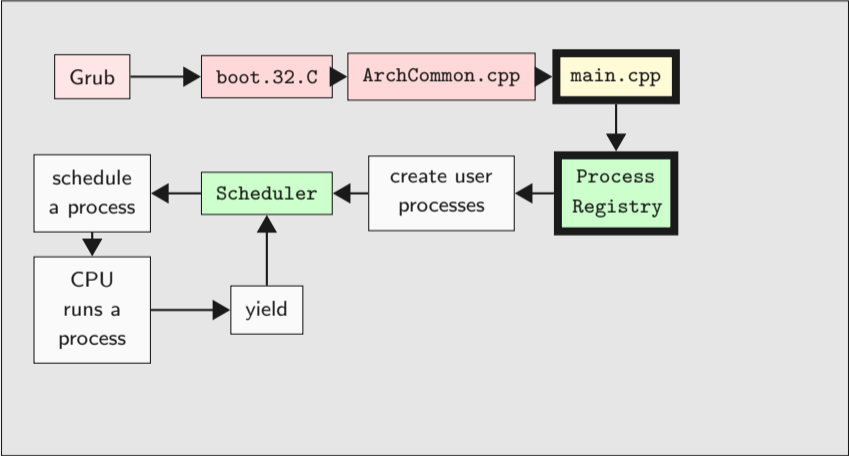 Grub
boot.32.C
ArchCommon.cpp
main.cpp
schedule
a process
Scheduler
create user
processes
Process
Registry
CPU
runs a
process
yield